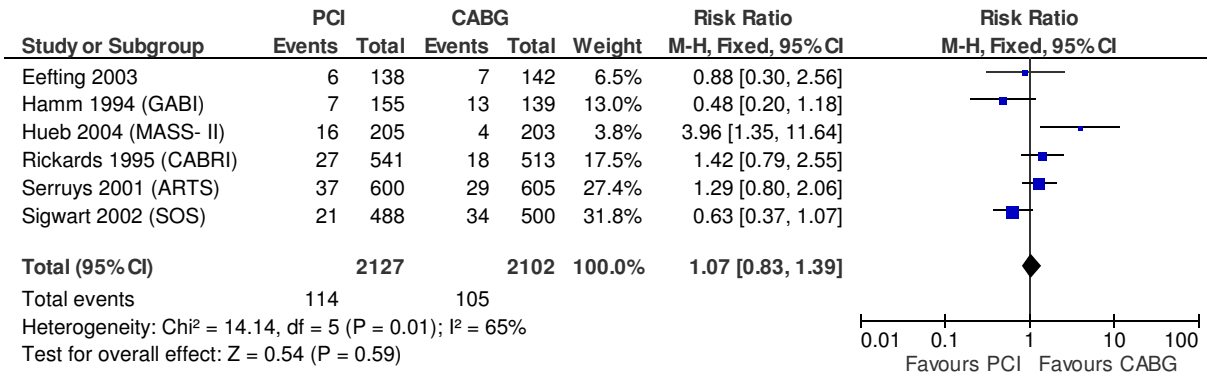 PCI CABG Risk Ratio Risk Ratio
Study or Subgroup Events Total Events Total Weight M-H, Fixed, 95% CI M-H, Fixed, 95% CI
Eefting 2003 6 138 7 142 6.5% 0.88 [0.30, 2.56]
Hamm 1994 (GABI) 7 155 13 139 13.0% 0.48 [0.20, 1.18]
Hueb 2004 (MASS- II) 16 205 4 203 3.8% 3.96 [1.35, 11.64]
Rickards 1995 (CABRI) 27 541 18 513 17.5% 1.42 [0.79, 2.55]
Serruys 2001 (ARTS) 37 600 29 605 27.4% 1.29 [0.80, 2.06]
Sigwart 2002 (SOS) 21 488 34 500 31.8% 0.63 [0.37, 1.07]
Total (95% CI) 2127 2102 100.0% 1.07 [0.83, 1.39]
Total events 114 105
Heterogeneity: Chi² = 14.14, df = 5 (P = 0.01); I² = 65%
Test for overall effect: Z = 0.54 (P = 0.59)
0.01 0.1 1 10 100
Favours PCI Favours CABG